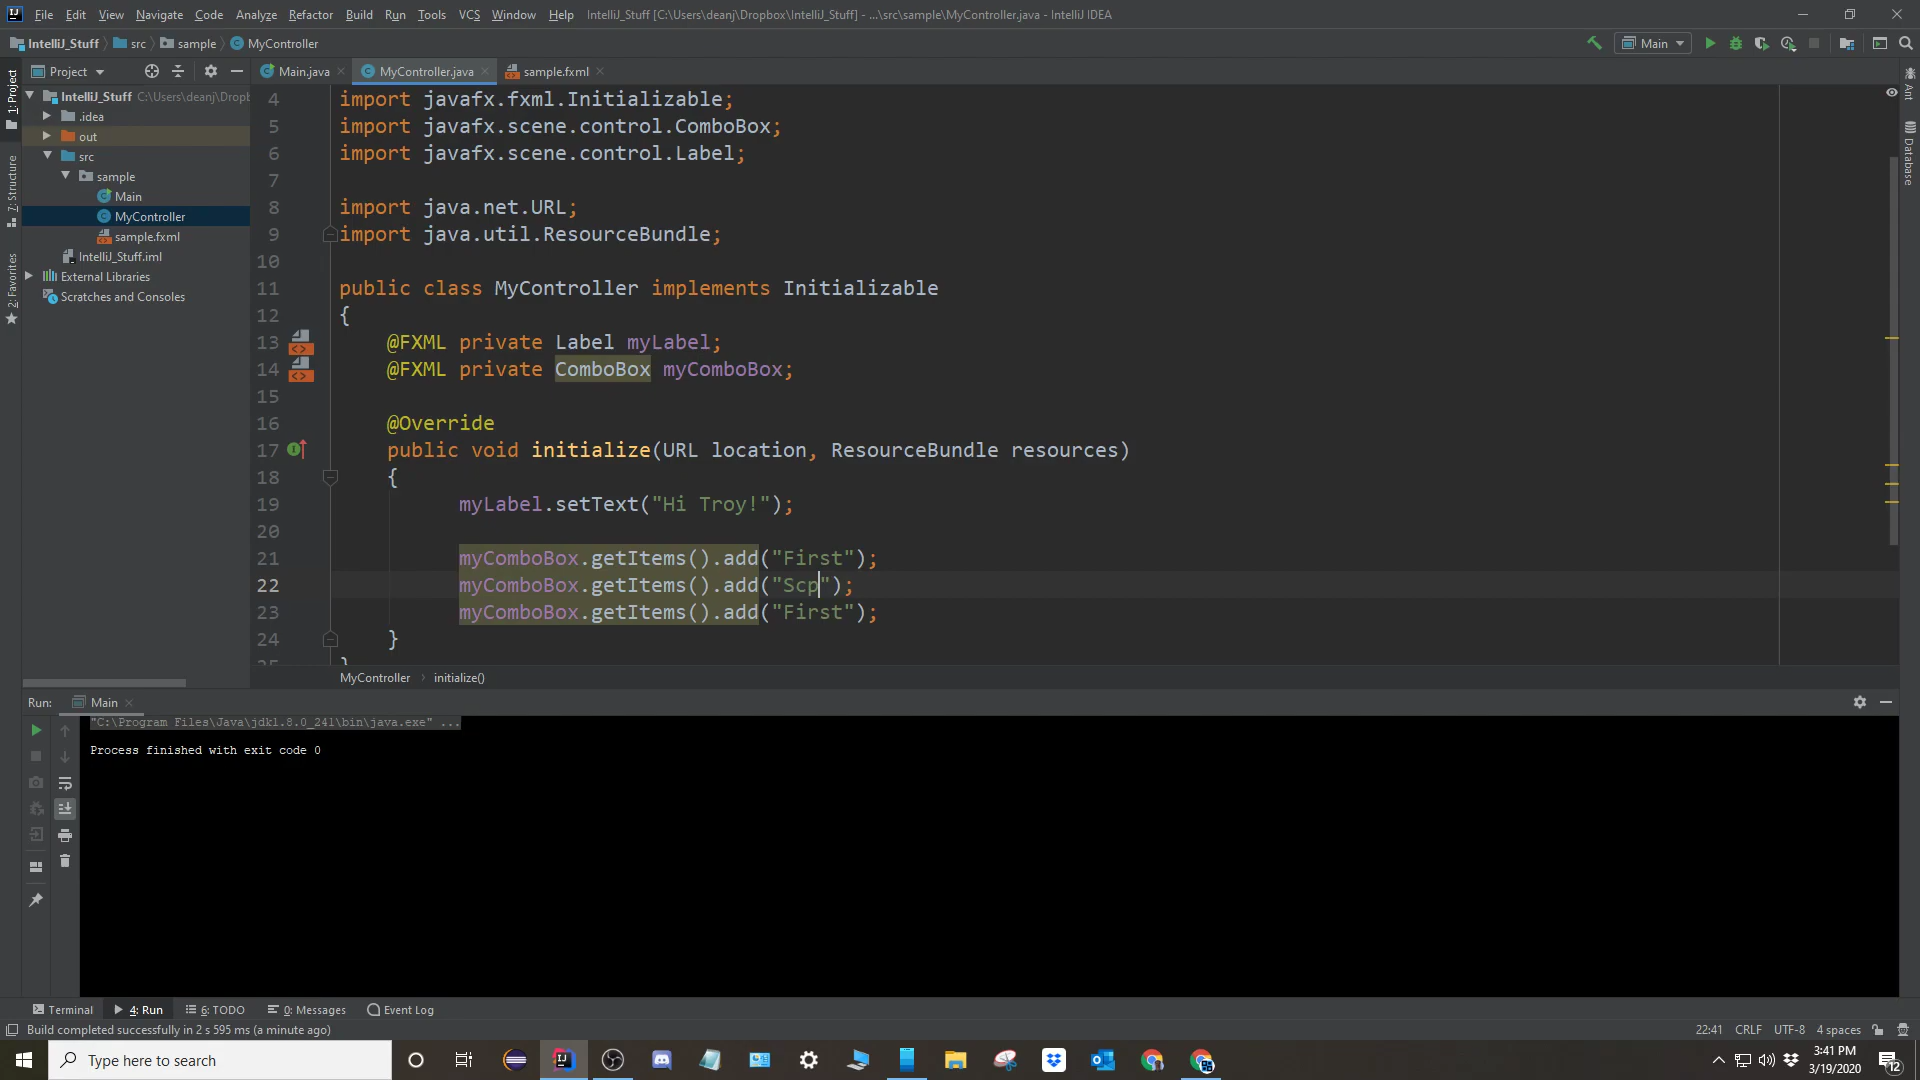 File Edit View Navigate Code Analyze Refactor Build Run Tools VCS Window Help IntelliJ_Stuff [C:\Users\deanj\Dropbox\IntelliJ_Stuff] - ...\src\sample\MyController.java - IntelliJ IDEA
IntelliJ_Stuff src sample MyController
Main
1: Project
7: Structure
2: Favorites
Project
IntelliJ_Stuff C:\Users\deanj\Dropb
.idea
out
src
sample
Main
MyController
sample.fxml
IntelliJ_Stuff.iml
External Libraries
Scratches and Consoles
Main.java MyController.java sample.fxml
4 import javafx.fxml.Initializable;
5 import javafx.scene.control.ComboBox;
6 import javafx.scene.control.Label;
7
8 import java.net.URL;
9 import java.util.ResourceBundle;
10
11 public class MyController implements Initializable
12 {
13 @FXML private Label myLabel;
14 @FXML private ComboBox myComboBox;
15
16 @Override
17 public void initialize(URL location, ResourceBundle resources)
18 {
19 myLabel.setText("Hi Troy!");
20
21 myComboBox.getItems().add("First");
22 myComboBox.getItems().add("Scp");
23 myComboBox.getItems().add("First");
24 }
MyController initialize()
Ant
Database
Run: Main
"C:\Program Files\Java\jdk1.8.0_241\bin\java.exe" ...
Process finished with exit code 0
Terminal 4: Run 6: TODO 0: Messages Event Log
Build completed successfully in 2 s 595 ms (a minute ago) 22:41 CRLF UTF-8 4 spaces
Type here to search
3:41 PM
3/19/2020
12